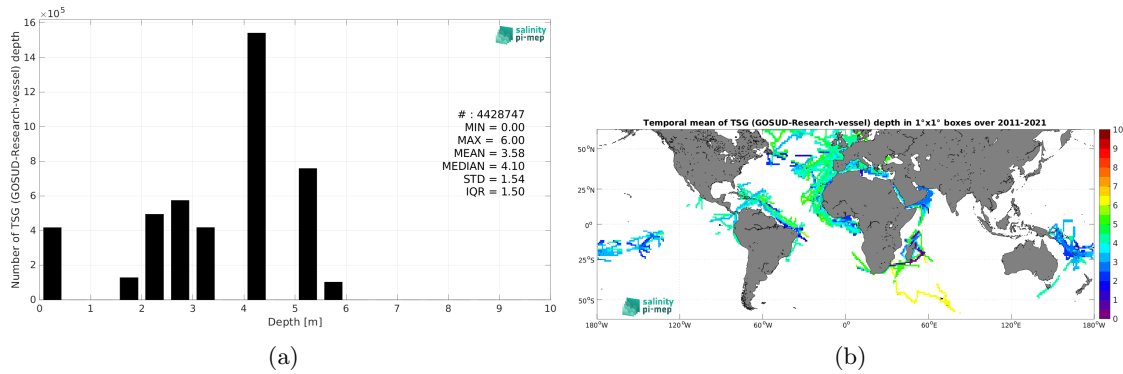 ×10⁵
16
14
12
10
8
6
4
2
0
Number of TSG (GOSUD-Research-vessel) depth
salinity
pi-mep
# : 4428747
MIN = 0.00
MAX = 6.00
MEAN = 3.58
MEDIAN = 4.10
STD = 1.54
IQR = 1.50
0 1 2 3 4 5 6 7 8 9 10
Depth [m]
(a)
Temporal mean of TSG (GOSUD-Research-vessel) depth in 1°x1° boxes over 2011-2021
50°N
25°N
0°
25°S
50°S
salinity
pi-mep
180°W 120°W 60°W 0° 60°E 120°E 180°W
10
9
8
7
6
5
4
3
2
1
0
(b)